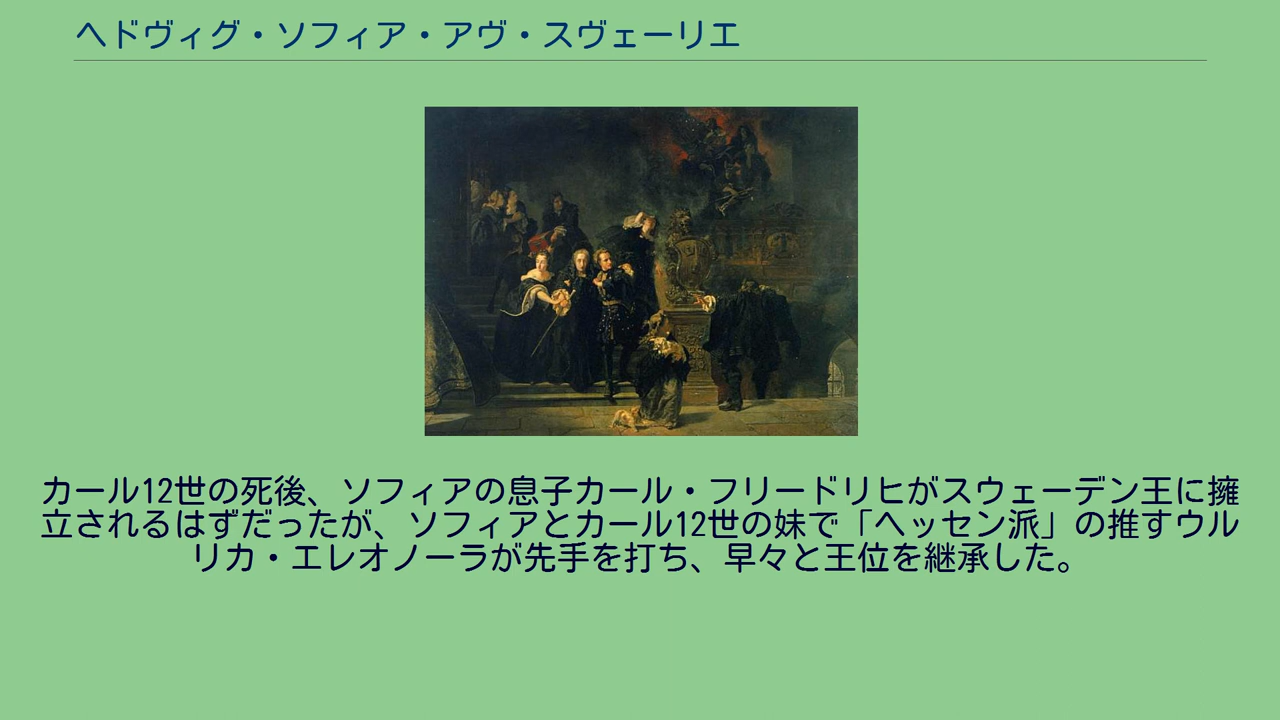 ヘドヴィグ・ソフィア・アヴ・スヴェーリエ
カール12世の死後、ソフィアの息子カール・フリードリヒがスウェーデン王に擁
立されるはずだったが、ソフィアとカール12世の妹で「ヘッセン派」の推すウル
リカ・エレオノーラが先手を打ち、早々と王位を継承した。